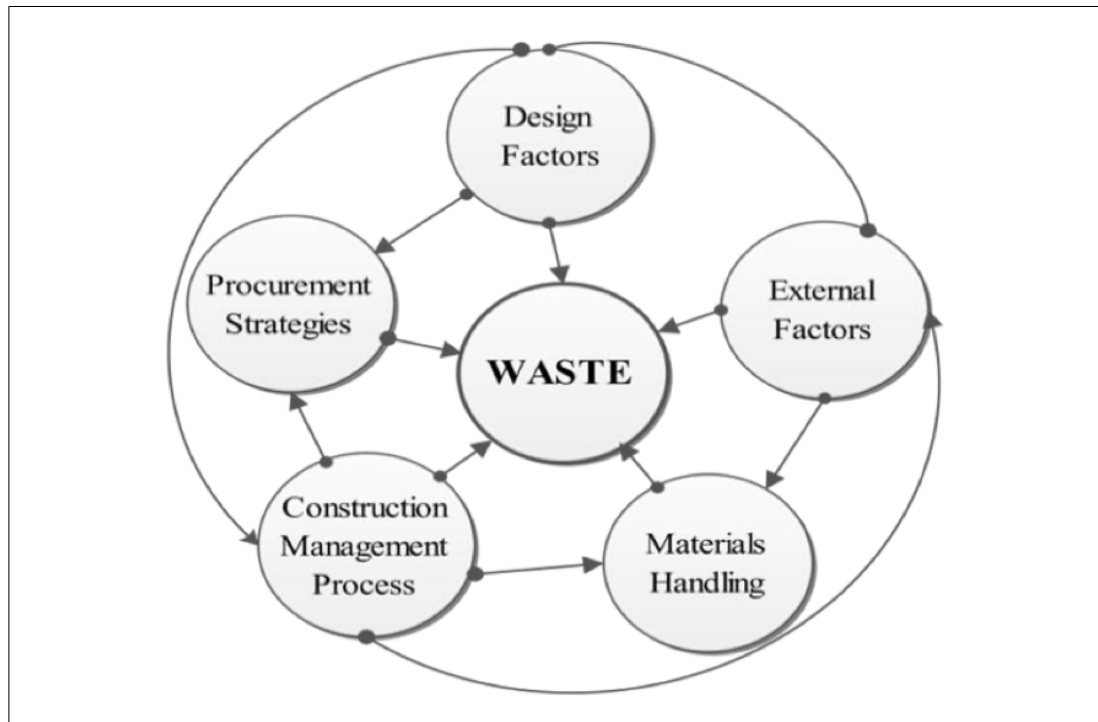 Design
Factors
Procurement
Strategies
External
Factors
WASTE
Construction
Management
Process
Materials
Handling